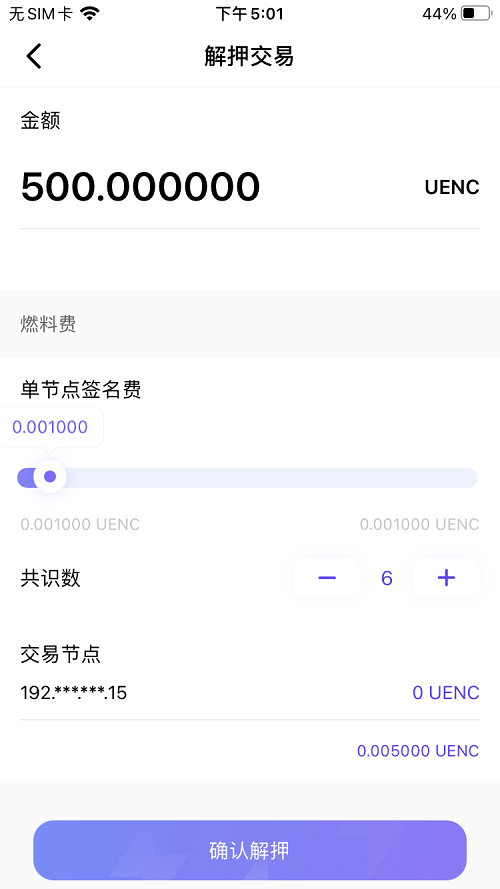 无SIM卡 下午5:01 44%
解押交易
金额
500.000000 UENC
燃料费
单节点签名费
0.001000
0.001000 UENC 0.001000 UENC
共识数 − 6 +
交易节点
192.***.***.15 0 UENC
0.005000 UENC
确认解押